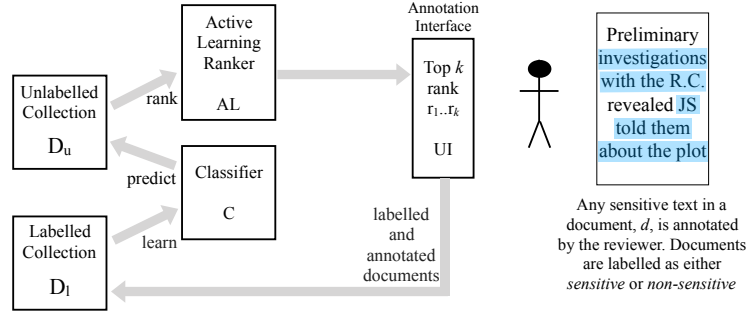 Annotation
Interface
Active
Learning
Ranker
AL
Top k
rank
r₁..rₖ
UI
Unlabelled
Collection
Dᵤ
rank
predict
Classifier
C
learn
Labelled
Collection
Dₗ
labelled
and
annotated
documents
Preliminary
investigations
with the R.C.
revealed JS
told them
about the plot
Any sensitive text in a
document, d, is annotated
by the reviewer. Documents
are labelled as either
sensitive or non-sensitive